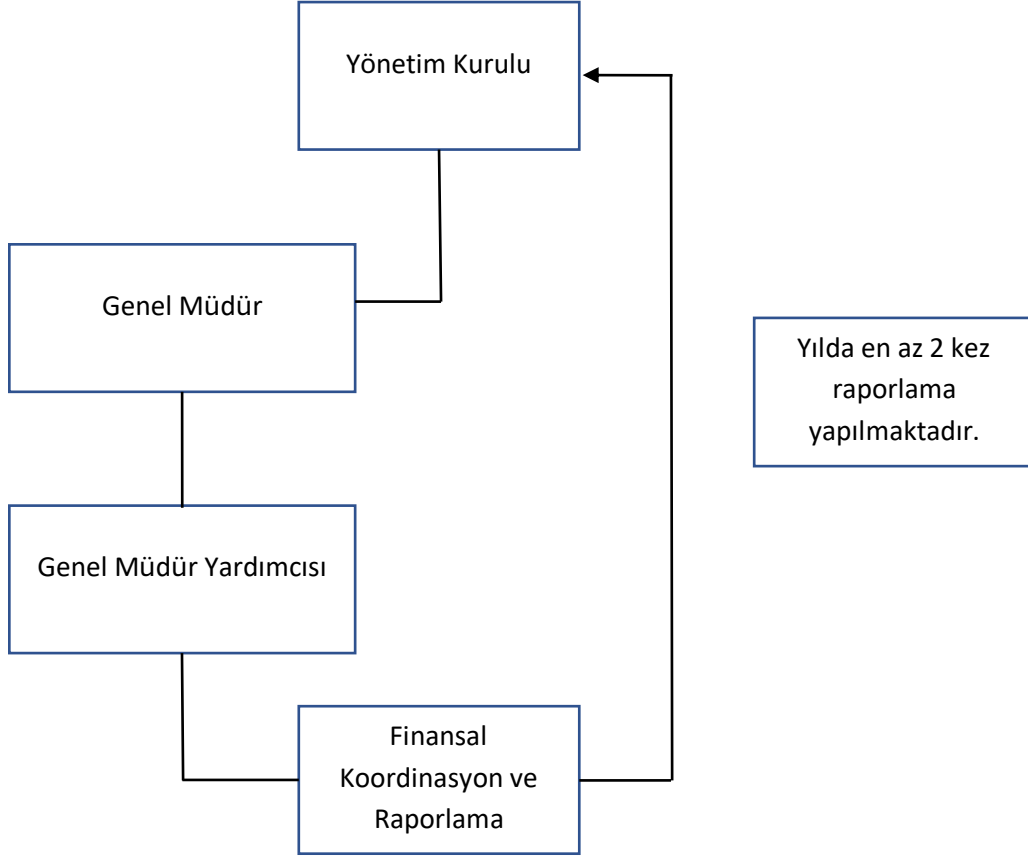 Yönetim Kurulu
Genel Müdür
Yılda en az 2 kez
raporlama
yapılmaktadır.
Genel Müdür Yardımcısı
Finansal
Koordinasyon ve
Raporlama